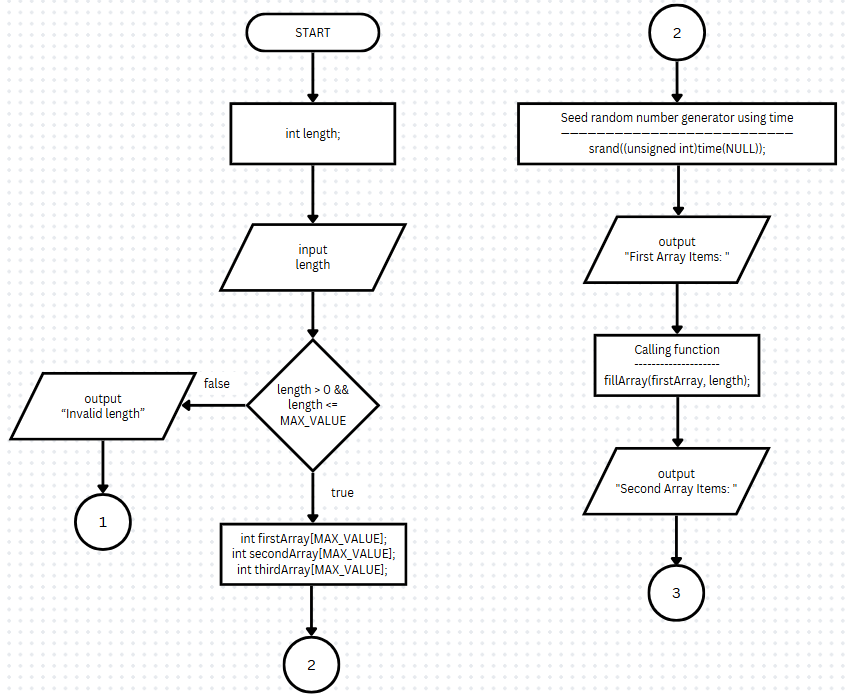 START
int length;
input
length
length > 0 &&
length <=
MAX_VALUE
false
output
“Invalid length”
1
true
int firstArray[MAX_VALUE];
int secondArray[MAX_VALUE];
int thirdArray[MAX_VALUE];
2
2
Seed random number generator using time
----------------------------
srand((unsigned int)time(NULL));
output
"First Array Items: "
Calling function
---------------------
fillArray(firstArray, length);
output
"Second Array Items: "
3